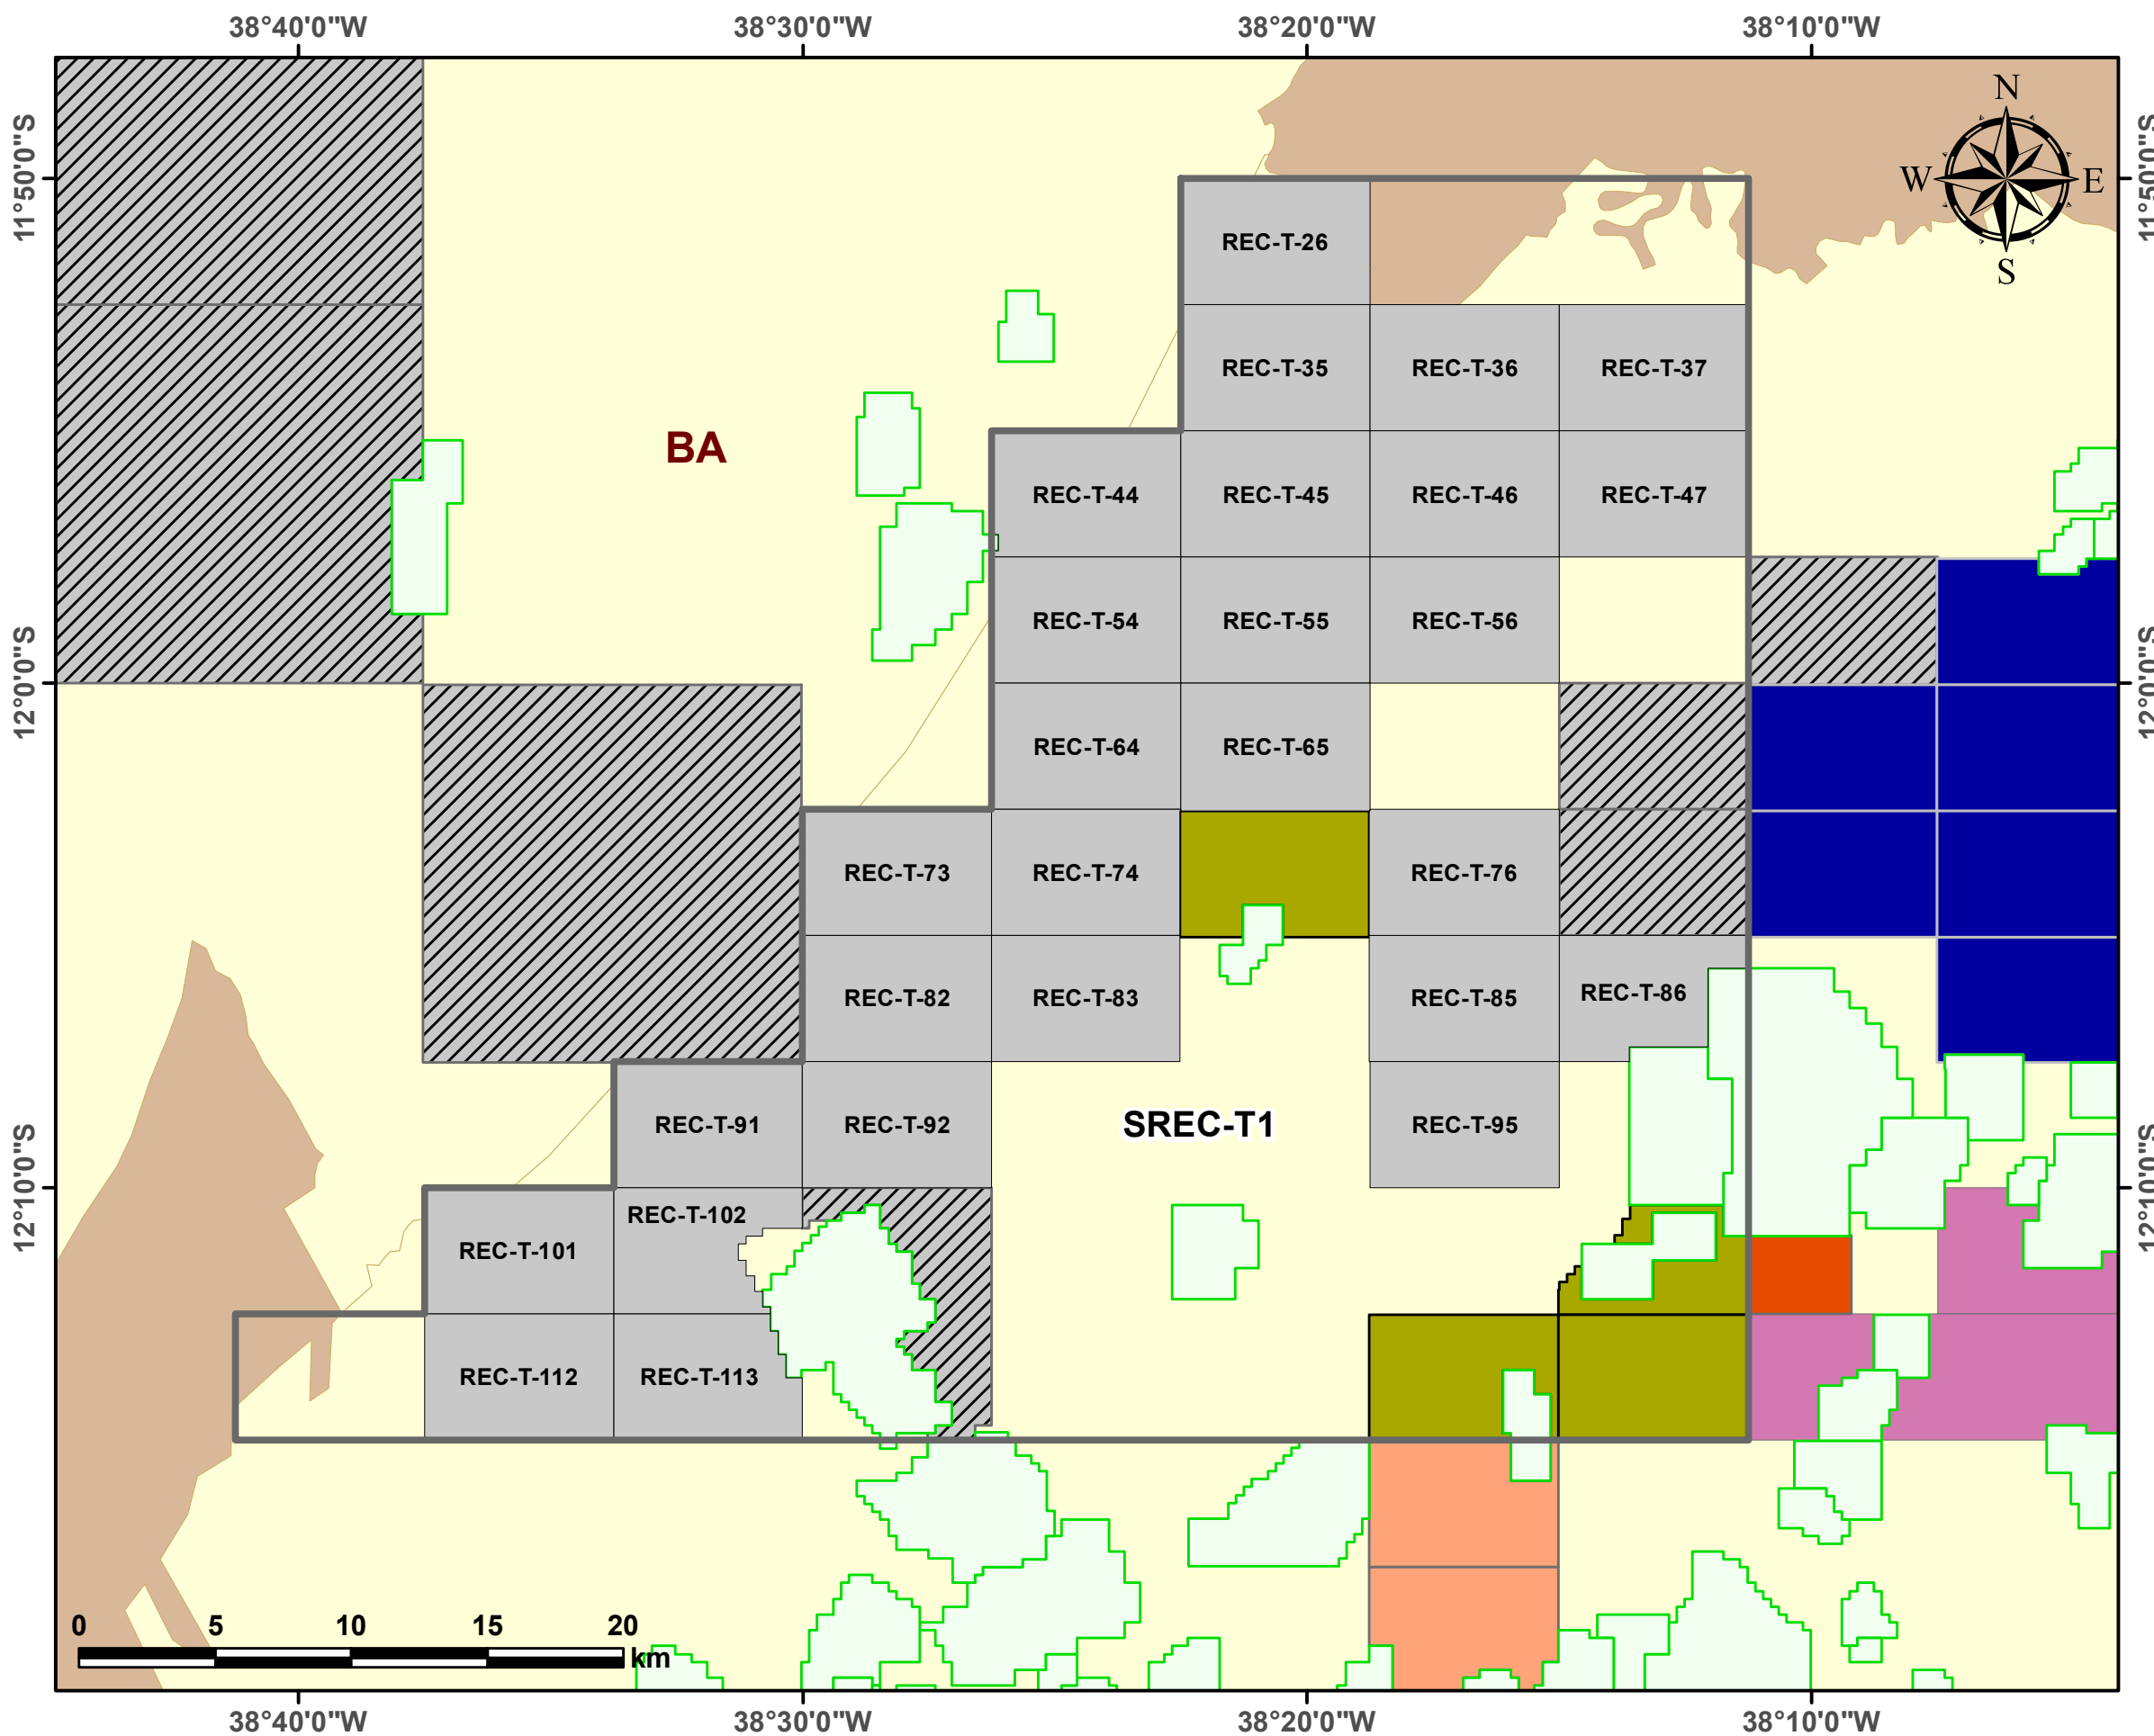 38°40'0"W 38°30'0"W 38°20'0"W 38°10'0"W
N
W E
S
11°50'0"S 11°50'0"S
REC-T-26
REC-T-35 REC-T-36 REC-T-37
BA
REC-T-44 REC-T-45 REC-T-46 REC-T-47
REC-T-54 REC-T-55 REC-T-56
12°0'0"S 12°0'0"S
REC-T-64 REC-T-65
REC-T-73 REC-T-74 REC-T-76
REC-T-82 REC-T-83 REC-T-85 REC-T-86
REC-T-91 REC-T-92 SREC-T1 REC-T-95
12°10'0"S 12°10'0"S
REC-T-102
REC-T-101
REC-T-112 REC-T-113
0 5 10 15 20
km
38°40'0"W 38°30'0"W 38°20'0"W 38°10'0"W